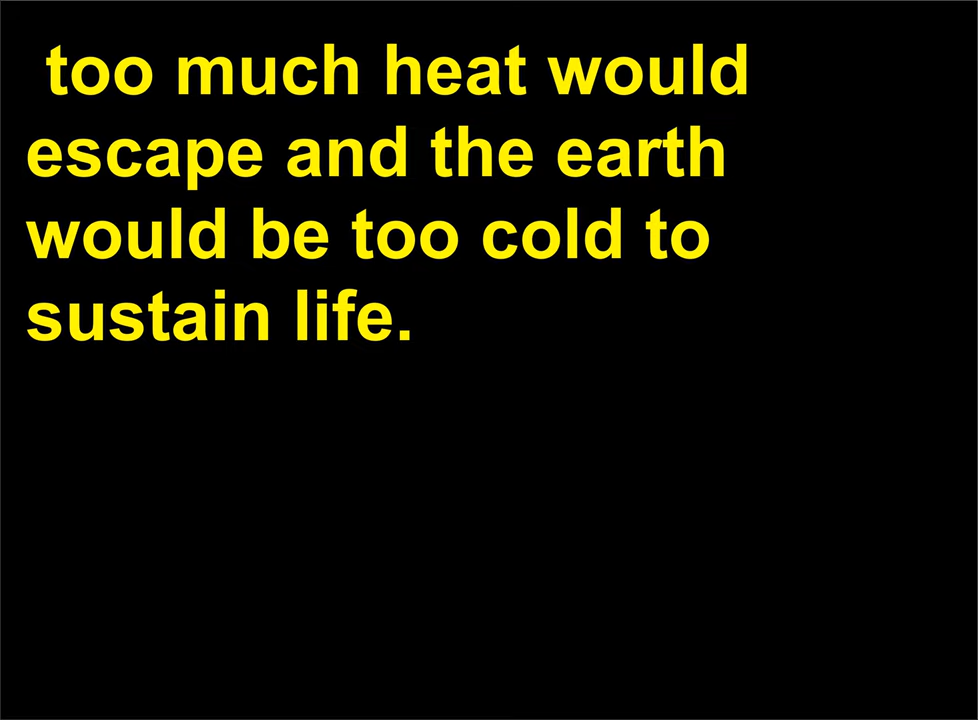 too much heat would
escape and the earth
would be too cold to
sustain life.